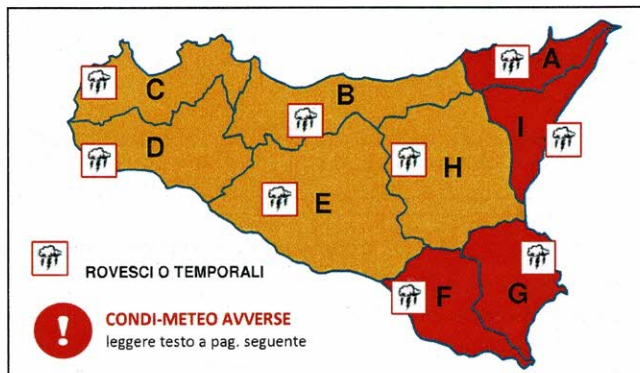 A
C
B
I
D
H
E
F
G
ROVESCI O TEMPORALI
!
CONDI-METEO AVVERSE
leggere testo a pag. seguente